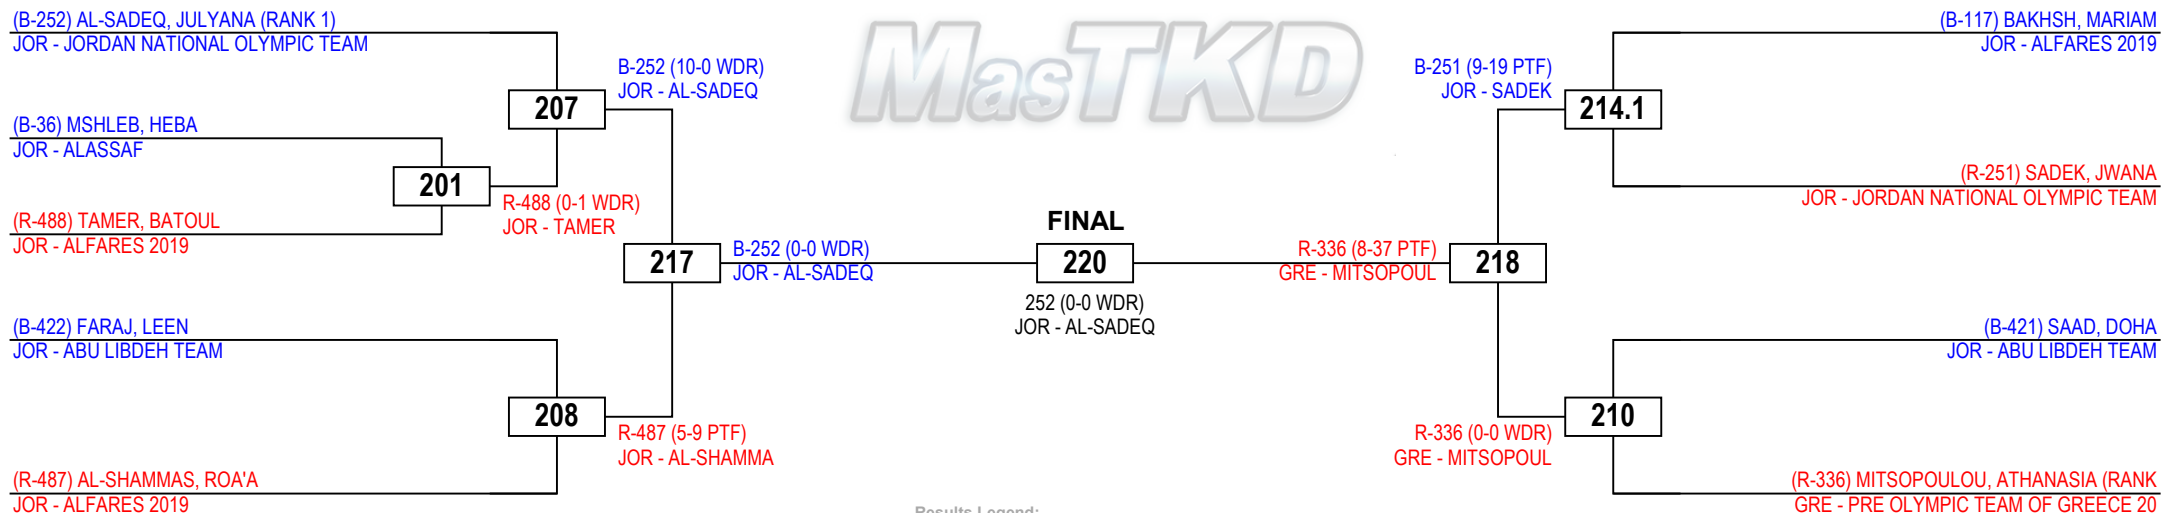 (B-252) AL-SADEQ, JULYANA (RANK 1)
JOR - JORDAN NATIONAL OLYMPIC TEAM
(B-36) MSHLEB, HEBA
JOR - ALASSAF
(R-488) TAMER, BATOUL
JOR - ALFARES 2019
(B-422) FARAJ, LEEN
JOR - ABU LIBDEH TEAM
(R-487) AL-SHAMMAS, ROA'A
JOR - ALFARES 2019
201
R-488 (0-1 WDR)
JOR - TAMER
207
B-252 (10-0 WDR)
JOR - AL-SADEQ
208
R-487 (5-9 PTF)
JOR - AL-SHAMMA
217
B-252 (0-0 WDR)
JOR - AL-SADEQ
MasTKD
FINAL
220
252 (0-0 WDR)
JOR - AL-SADEQ
R-336 (8-37 PTF)
GRE - MITSOPOUL
218
B-251 (9-19 PTF)
JOR - SADEK
214.1
R-336 (0-0 WDR)
GRE - MITSOPOUL
210
(B-117) BAKHSH, MARIAM
JOR - ALFARES 2019
(R-251) SADEK, JWANA
JOR - JORDAN NATIONAL OLYMPIC TEAM
(B-421) SAAD, DOHA
JOR - ABU LIBDEH TEAM
(R-336) MITSOPOULOU, ATHANASIA (RANK
GRE - PRE OLYMPIC TEAM OF GREECE 20
Results Legend: